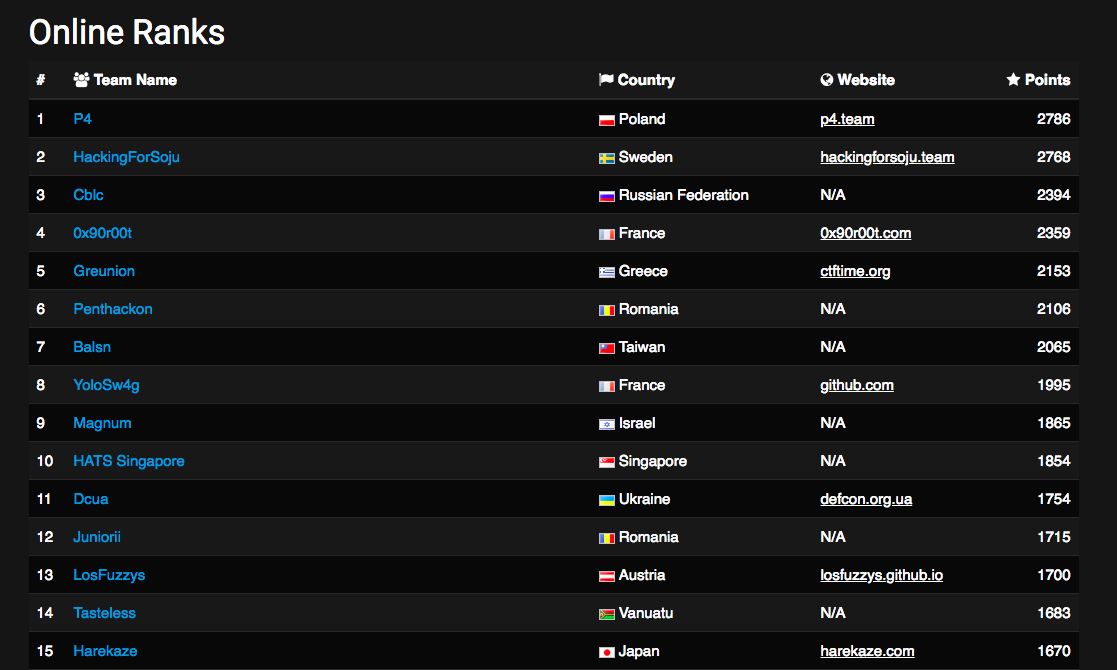 Online Ranks
# Team Name Country Website Points
1 P4 Poland p4.team 2786
2 HackingForSoju Sweden hackingforsoju.team 2768
3 Cblc Russian Federation N/A 2394
4 0x90r00t France 0x90r00t.com 2359
5 Greunion Greece ctftime.org 2153
6 Penthackon Romania N/A 2106
7 Balsn Taiwan N/A 2065
8 YoloSw4g France github.com 1995
9 Magnum Israel N/A 1865
10 HATS Singapore Singapore N/A 1854
11 Dcua Ukraine defcon.org.ua 1754
12 Juniorii Romania N/A 1715
13 LosFuzzys Austria losfuzzys.github.io 1700
14 Tasteless Vanuatu N/A 1683
15 Harekaze Japan harekaze.com 1670